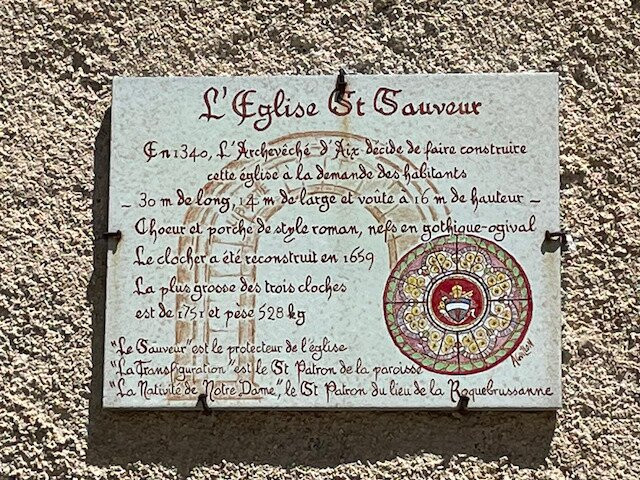 L'Eglise St Sauveur
En 1340, L'Archevêché d'Aix décide de faire construire
cette église à la demande des habitants
- 30 m de long, 14 m de large et voûte à 16 m de hauteur -
Choeur et porche de style roman, nefs en gothique-ogival
Le clocher a été reconstruit en 1659
La plus grosse des trois cloches
est de 1751 et pèse 528 kg
"Le Sauveur" est le protecteur de l'église
"La Transfiguration" est le St Patron de la paroisse
"La Nativité de Notre Dame", le St Patron du lieu de la Roquebrussanne